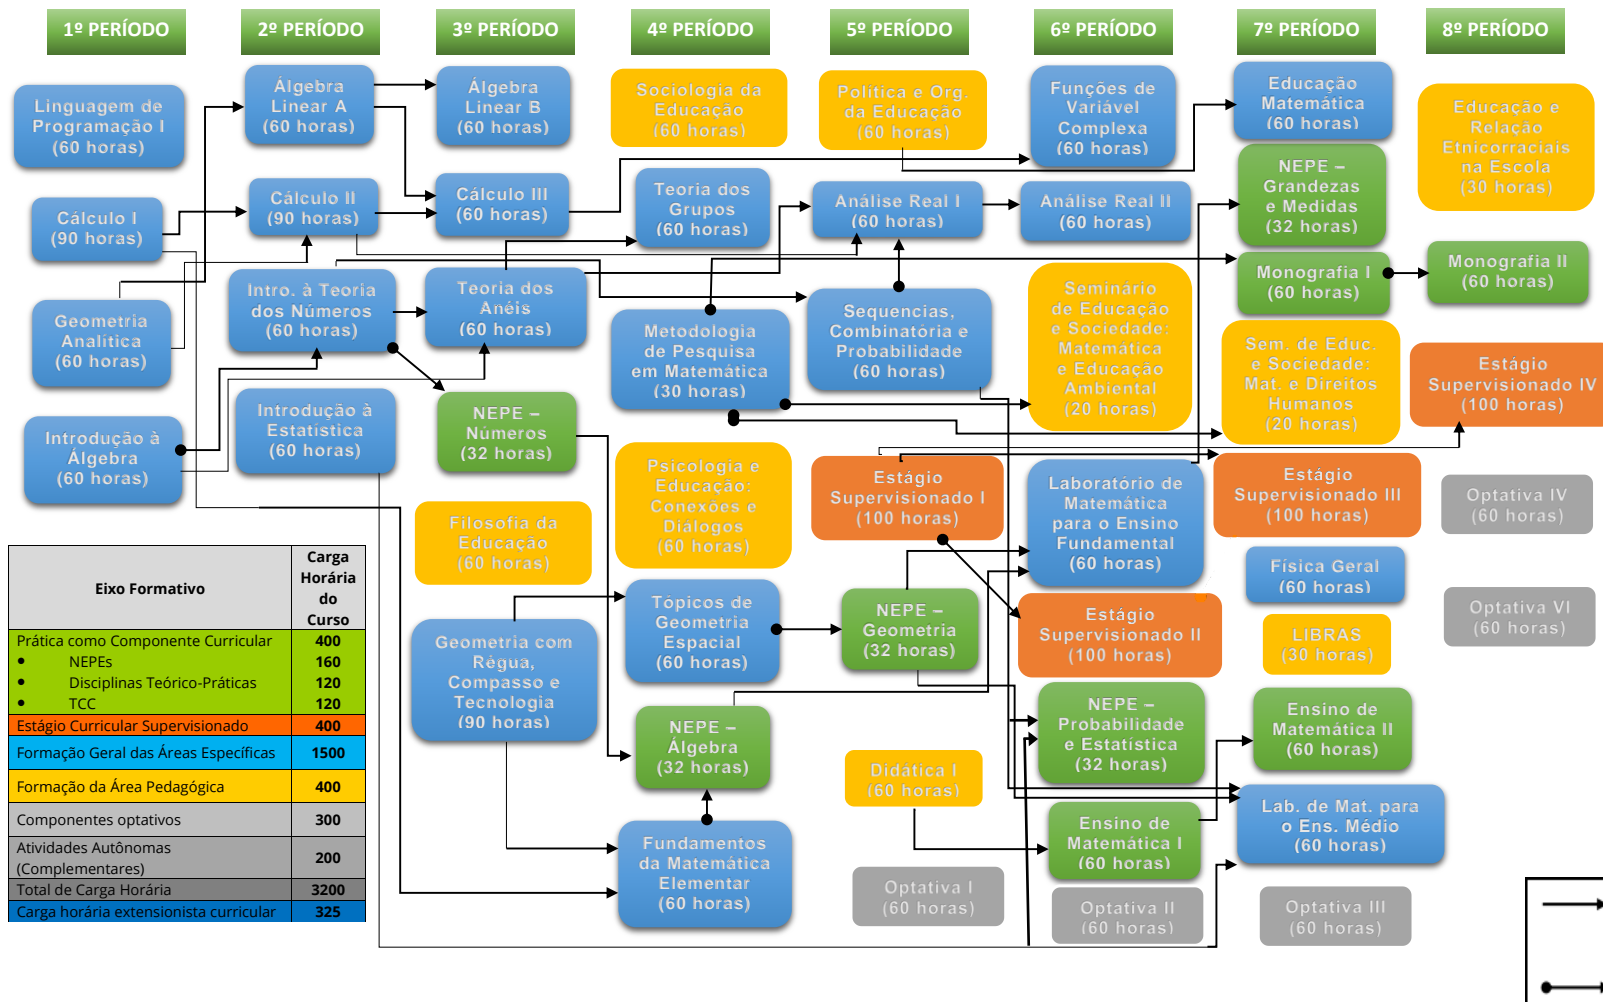 1º PERÍODO
2º PERÍODO
3º PERÍODO
4º PERÍODO
5º PERÍODO
6º PERÍODO
7º PERÍODO
8º PERÍODO
Linguagem de
Programação I
(60 horas)
Cálculo I
(90 horas)
Geometria
Analítica
(60 horas)
Introdução à
Álgebra
(60 horas)
Álgebra
Linear A
(60 horas)
Cálculo II
(90 horas)
Intro. à Teoria
dos Números
(60 horas)
Introdução à
Estatística
(60 horas)
Álgebra
Linear B
(60 horas)
Cálculo III
(60 horas)
Teoria dos
Anéis
(60 horas)
NEPE –
Números
(32 horas)
Filosofia da
Educação
(60 horas)
Geometria com
Régua,
Compasso e
Tecnologia
(90 horas)
Sociologia da
Educação
(60 horas)
Teoria dos
Grupos
(60 horas)
Metodologia
de Pesquisa
em Matemática
(30 horas)
Psicologia e
Educação:
Conexões e
Diálogos
(60 horas)
Tópicos de
Geometria
Espacial
(60 horas)
NEPE –
Álgebra
(32 horas)
Fundamentos
da Matemática
Elementar
(60 horas)
Política e Org.
da Educação
(60 horas)
Análise Real I
(60 horas)
Sequencias,
Combinatória e
Probabilidade
(60 horas)
Estágio
Supervisionado I
(100 horas)
NEPE –
Geometria
(32 horas)
Didática I
(60 horas)
Optativa I
(60 horas)
Funções de
Variável
Complexa
(60 horas)
Análise Real II
(60 horas)
Seminário
de Educação
e Sociedade:
Matemática
e Educação
Ambiental
(20 horas)
Laboratório de
Matemática
para o Ensino
Fundamental
(60 horas)
Estágio
Supervisionado II
(100 horas)
NEPE –
Probabilidade
e Estatística
(32 horas)
Ensino de
Matemática I
(60 horas)
Optativa II
(60 horas)
Educação
Matemática
(60 horas)
NEPE –
Grandezas
e Medidas
(32 horas)
Monografia I
(60 horas)
Sem. de Educ.
e Sociedade:
Mat. e Direitos
Humanos
(20 horas)
Estágio
Supervisionado III
(100 horas)
Física Geral
(60 horas)
LIBRAS
(30 horas)
Ensino de
Matemática II
(60 horas)
Lab. de Mat. para
o Ens. Médio
(60 horas)
Optativa III
(60 horas)
Educação e
Relação
Etnicorraciais
na Escola
(30 horas)
Monografia II
(60 horas)
Estágio
Supervisionado IV
(100 horas)
Optativa IV
(60 horas)
Optativa VI
(60 horas)
Eixo Formativo
Carga
Horária
do
Curso
Prática como Componente Curricular 400
• NEPEs 160
• Disciplinas Teórico-Práticas 120
• TCC 120
Estágio Curricular Supervisionado 400
Formação Geral das Áreas Específicas 1500
Formação da Área Pedagógica 400
Componentes optativos 300
Atividades Autônomas
(Complementares) 200
Total de Carga Horária 3200
Carga horária extensionista curricular 325